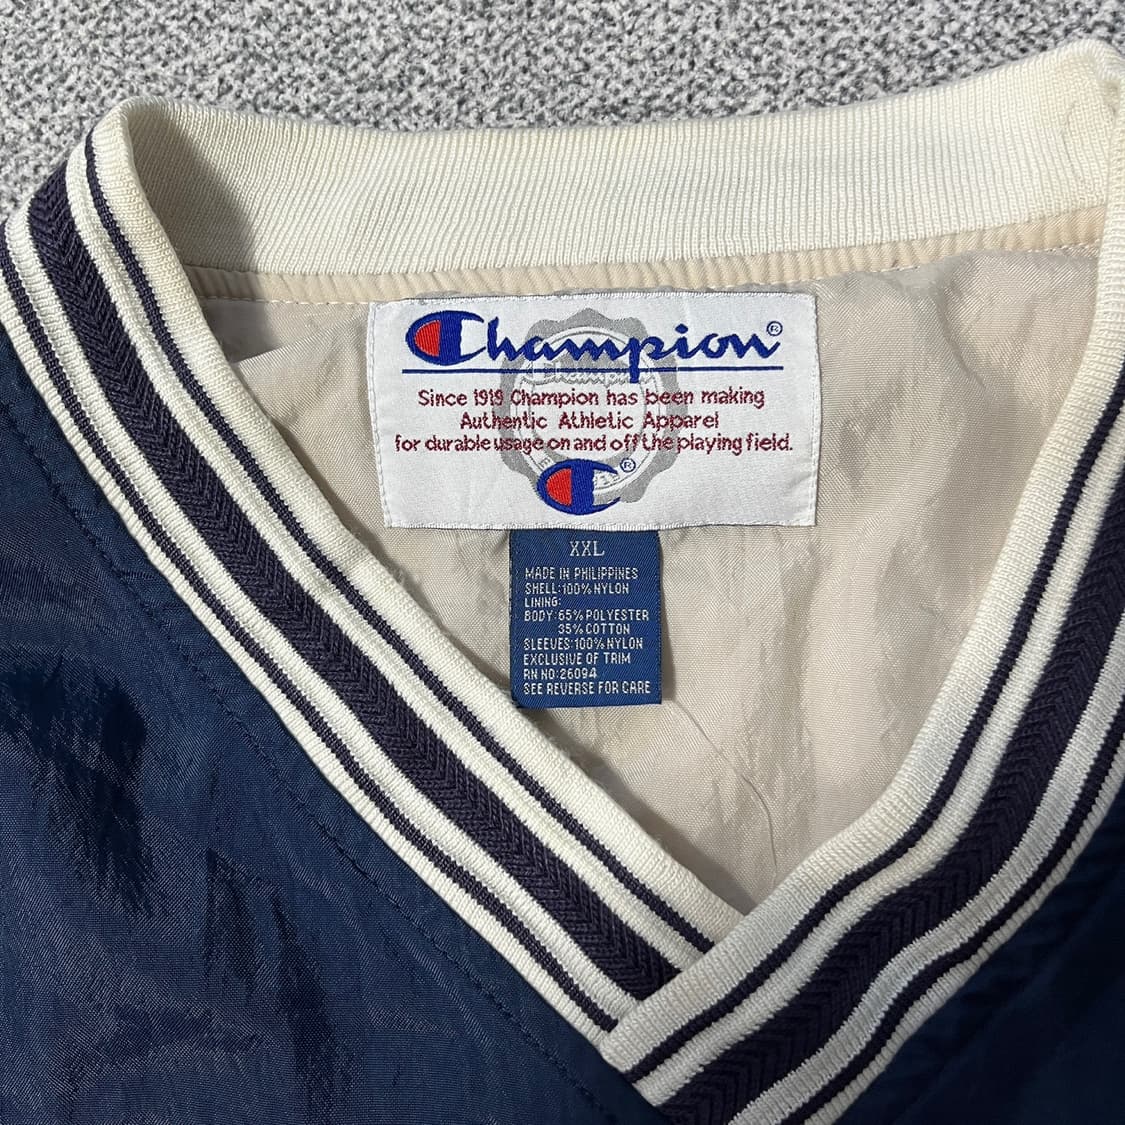 Champion®
Champion
Since 1919 Champion has been making
Authentic Athletic Apparel
for durable usage on and off the playing field.
®
XXL
MADE IN PHILIPPINES
SHELL:100% NYLON
LINING:
BODY:65% POLYESTER
35% COTTON
SLEEVES:100% NYLON
EXCLUSIVE OF TRIM
RN NO:26094
SEE REVERSE FOR CARE